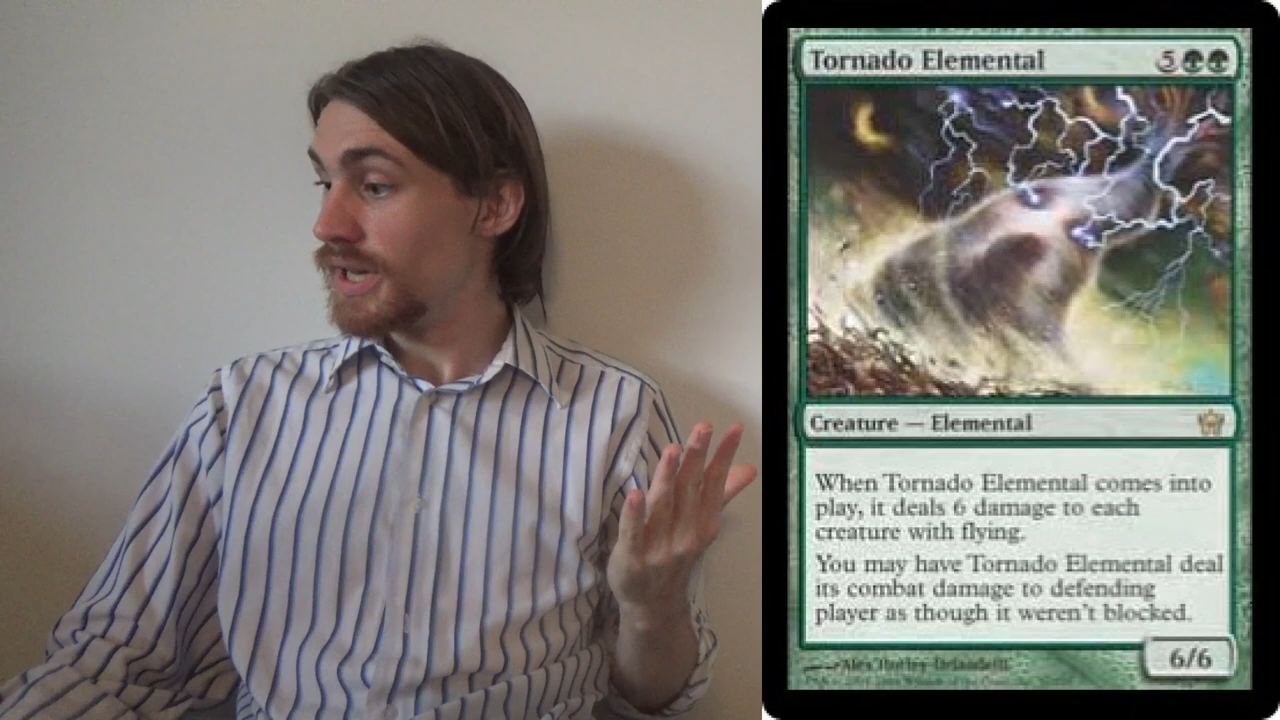 Tornado Elemental 5
Creature — Elemental
When Tornado Elemental comes into
play, it deals 6 damage to each
creature with flying.
You may have Tornado Elemental deal
its combat damage to defending
player as though it weren't blocked.
6/6